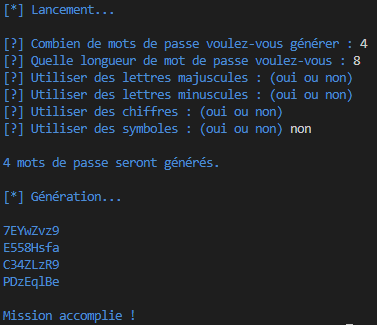 [*] Lancement...
[?] Combien de mots de passe voulez-vous générer : 4
[?] Quelle longueur de mot de passe voulez-vous : 8
[?] Utiliser des lettres majuscules : (oui ou non)
[?] Utiliser des lettres minuscules : (oui ou non)
[?] Utiliser des chiffres : (oui ou non)
[?] Utiliser des symboles : (oui ou non) non
4 mots de passe seront générés.
[*] Génération...
7EYwZvz9
E558Hsfa
C34ZLzR9
PDzEqlBe
Mission accomplie !